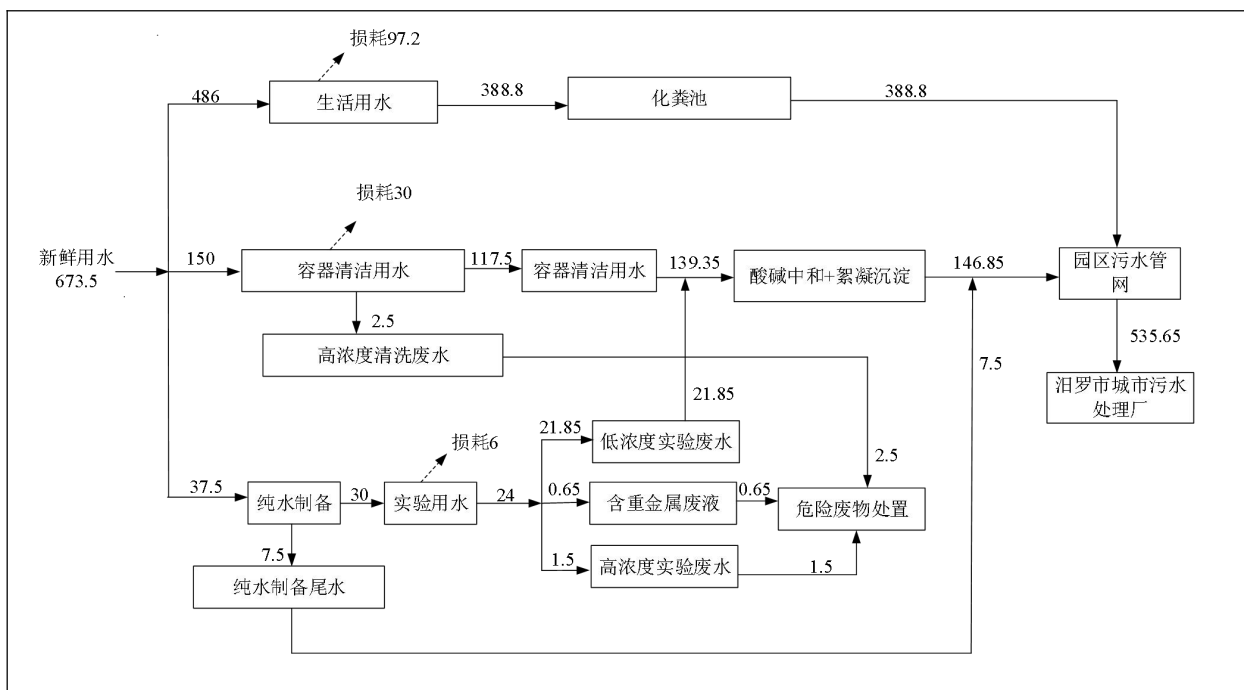 损耗97.2
486
生活用水
388.8
化粪池
388.8
损耗30
新鲜用水
673.5
150
容器清洁用水
117.5
容器清洁用水
139.35
酸碱中和+絮凝沉淀
146.85
园区污水管
网
2.5
高浓度清洗废水
535.65
7.5
汨罗市城市污水
处理厂
21.85
损耗6
21.85
低浓度实验废水
2.5
37.5
纯水制备
30
实验用水
24
0.65
含重金属废液
0.65
危险废物处置
7.5
1.5
高浓度实验废水
1.5
纯水制备尾水